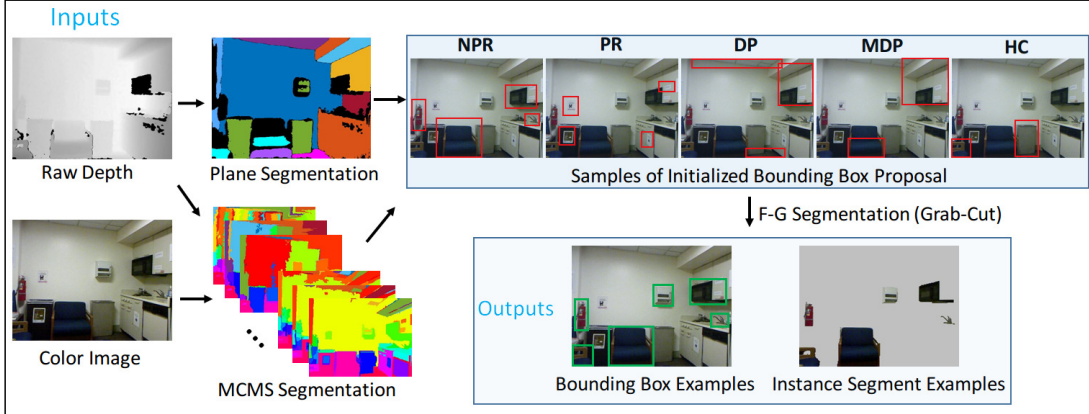 Inputs
NPR
PR
DP
MDP
HC
Raw Depth
Plane Segmentation
Samples of Initialized Bounding Box Proposal
F-G Segmentation (Grab-Cut)
Color Image
MCMS Segmentation
Outputs
Bounding Box Examples
Instance Segment Examples